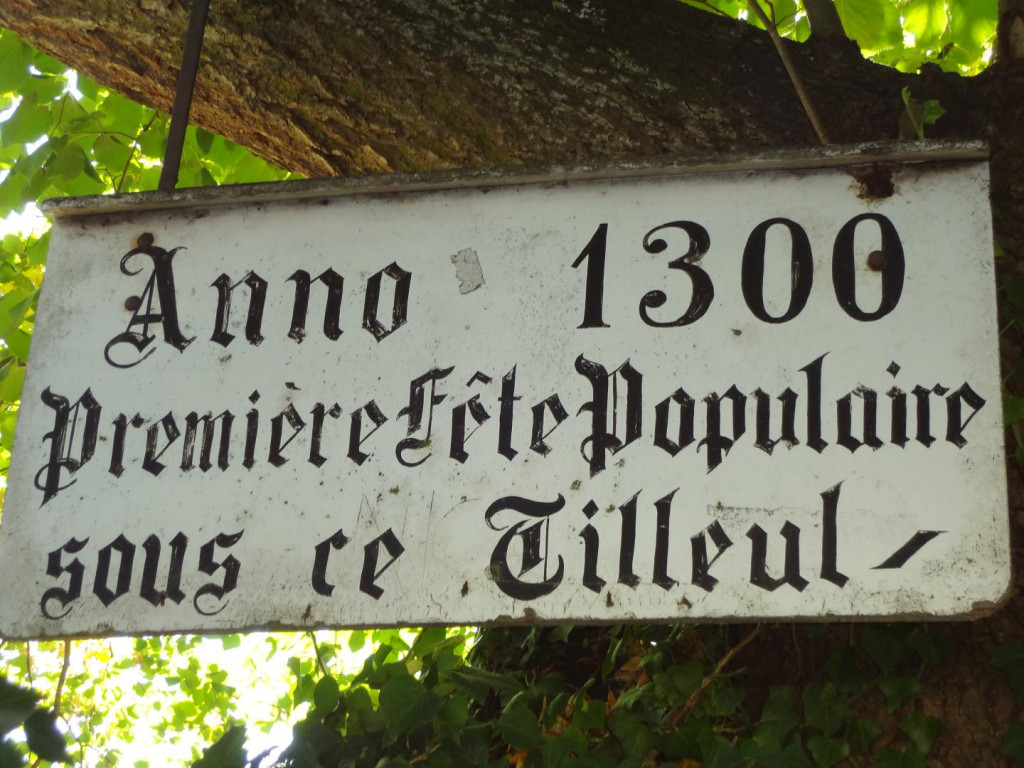 Anno 1300
Première Fête Populaire
sous ce Tilleul -